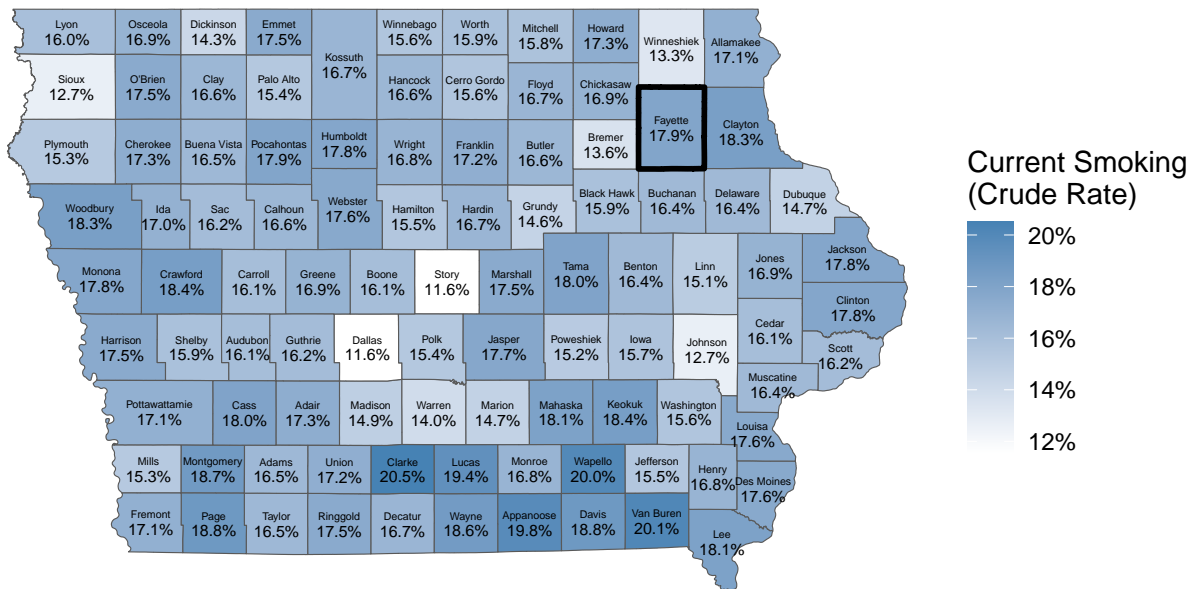 Lyon
16.0%
Osceola
16.9%
Dickinson
14.3%
Emmet
17.5%
Kossuth
16.7%
Winnebago
15.6%
Worth
15.9%
Mitchell
15.8%
Howard
17.3%
Winneshiek
13.3%
Allamakee
17.1%
Sioux
12.7%
O'Brien
17.5%
Clay
16.6%
Palo Alto
15.4%
Hancock
16.6%
Cerro Gordo
15.6%
Floyd
16.7%
Chickasaw
16.9%
Fayette
17.9%
Clayton
18.3%
Plymouth
15.3%
Cherokee
17.3%
Buena Vista
16.5%
Pocahontas
17.9%
Humboldt
17.8%
Wright
16.8%
Franklin
17.2%
Butler
16.6%
Bremer
13.6%
Woodbury
18.3%
Ida
17.0%
Sac
16.2%
Calhoun
16.6%
Webster
17.6%
Hamilton
15.5%
Hardin
16.7%
Grundy
14.6%
Black Hawk
15.9%
Buchanan
16.4%
Delaware
16.4%
Dubuque
14.7%
Monona
17.8%
Crawford
18.4%
Carroll
16.1%
Greene
16.9%
Boone
16.1%
Story
11.6%
Marshall
17.5%
Tama
18.0%
Benton
16.4%
Linn
15.1%
Jones
16.9%
Jackson
17.8%
Clinton
17.8%
Harrison
17.5%
Shelby
15.9%
Audubon
16.1%
Guthrie
16.2%
Dallas
11.6%
Polk
15.4%
Jasper
17.7%
Poweshiek
15.2%
Iowa
15.7%
Johnson
12.7%
Cedar
16.1%
Scott
16.2%
Muscatine
16.4%
Pottawattamie
17.1%
Cass
18.0%
Adair
17.3%
Madison
14.9%
Warren
14.0%
Marion
14.7%
Mahaska
18.1%
Keokuk
18.4%
Washington
15.6%
Louisa
17.6%
Mills
15.3%
Montgomery
18.7%
Adams
16.5%
Union
17.2%
Clarke
20.5%
Lucas
19.4%
Monroe
16.8%
Wapello
20.0%
Jefferson
15.5%
Henry
16.8%
Des Moines
17.6%
Fremont
17.1%
Page
18.8%
Taylor
16.5%
Ringgold
17.5%
Decatur
16.7%
Wayne
18.6%
Appanoose
19.8%
Davis
18.8%
Van Buren
20.1%
Lee
18.1%
Current Smoking
(Crude Rate)
20%
18%
16%
14%
12%